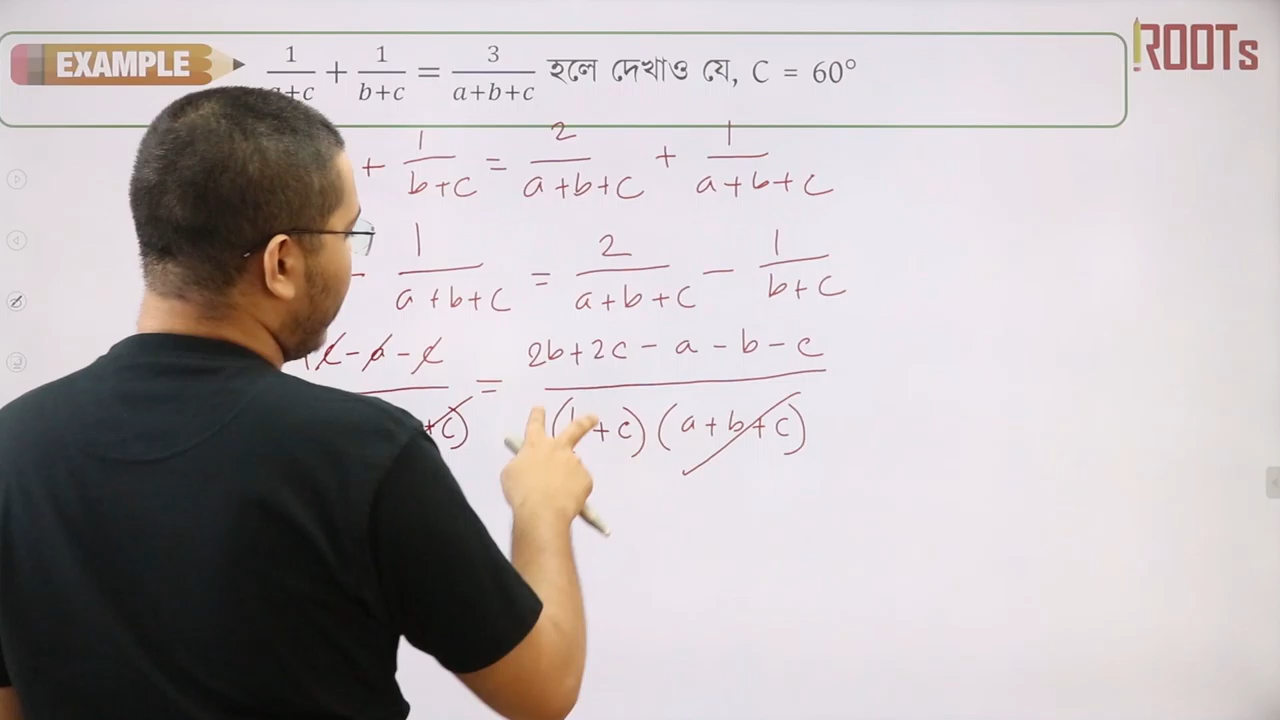 EXAMPLE 1/a+c + 1/b+c = 3/a+b+c হলে দেখাও যে, C = 60°
ROOTs
+ 1/b+c = 2/a+b+c + 1/a+b+c
- 1/a+b+c = 2/a+b+c - 1/b+c
c - a - c = 2b+2c - a - b - c
+c) (b+c) (a+b+c)